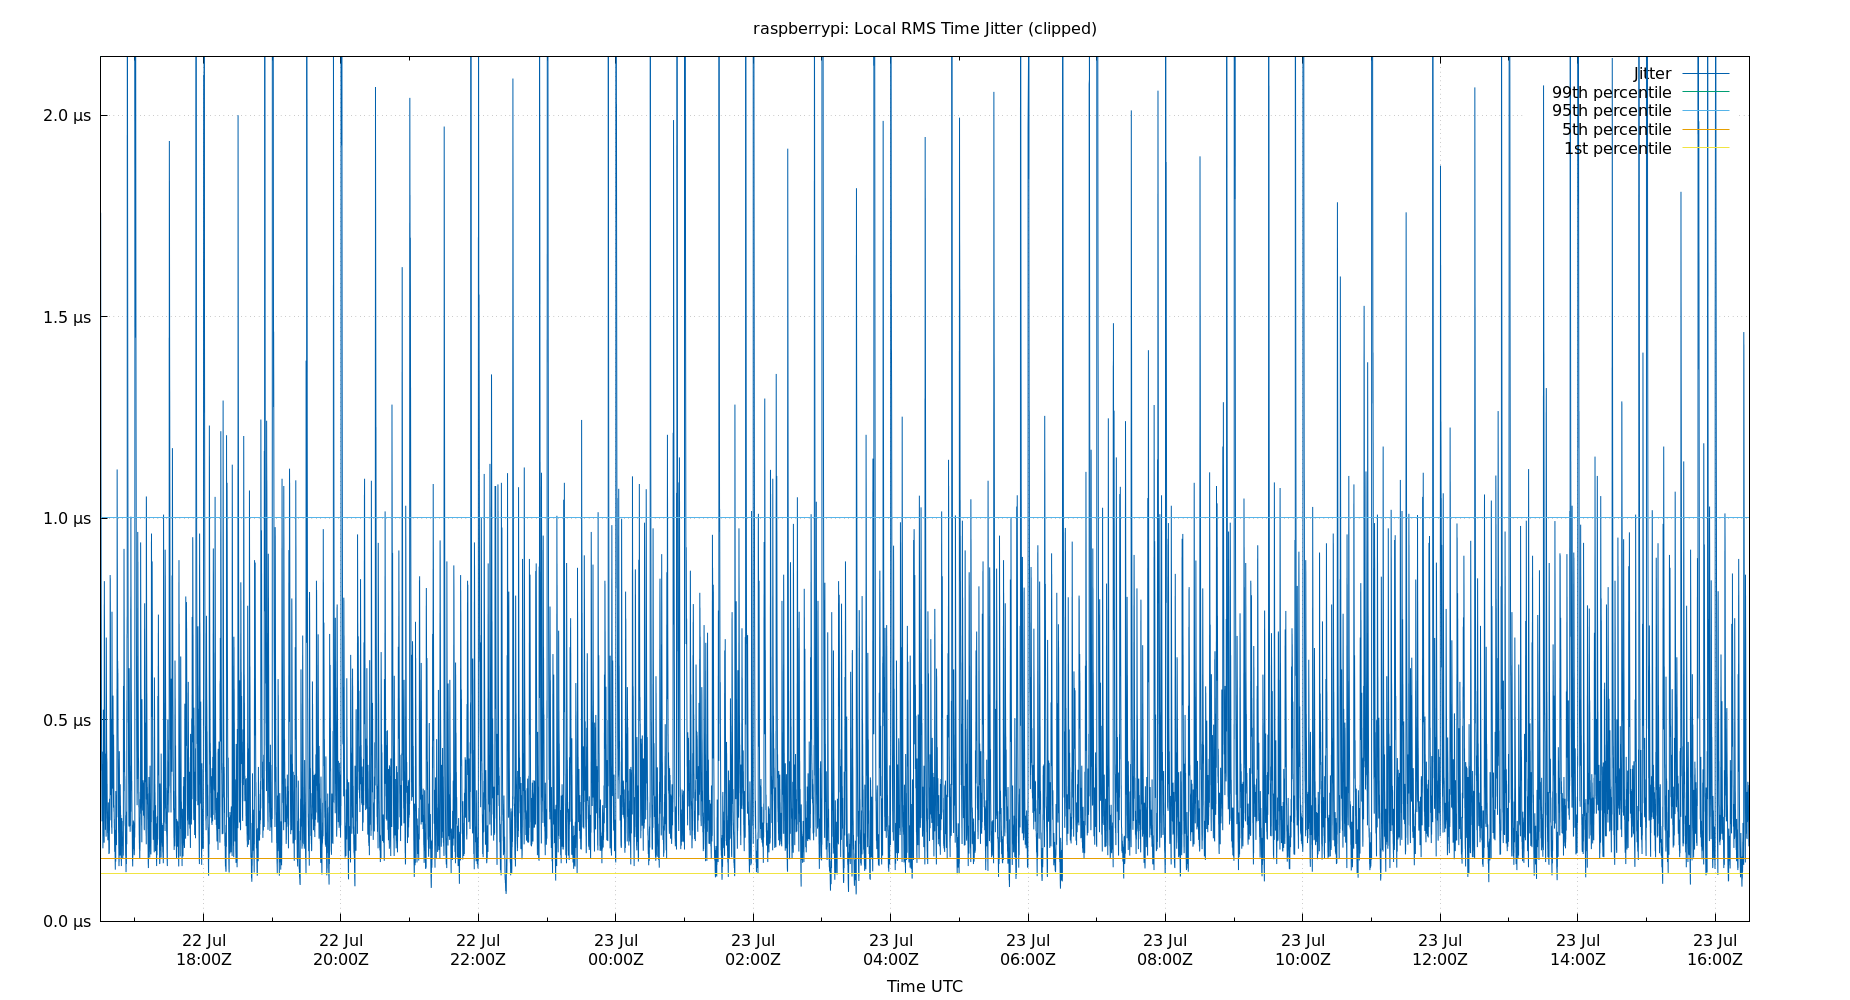 raspberrypi: Local RMS Time Jitter (clipped)
Jitter
99th percentile
95th percentile
5th percentile
1st percentile
2.0 µs
1.5 µs
1.0 µs
0.5 µs
0.0 µs
22 Jul 22 Jul 22 Jul 23 Jul 23 Jul 23 Jul 23 Jul 23 Jul 23 Jul 23 Jul 23 Jul 23 Jul
18:00Z 20:00Z 22:00Z 00:00Z 02:00Z 04:00Z 06:00Z 08:00Z 10:00Z 12:00Z 14:00Z 16:00Z
Time UTC